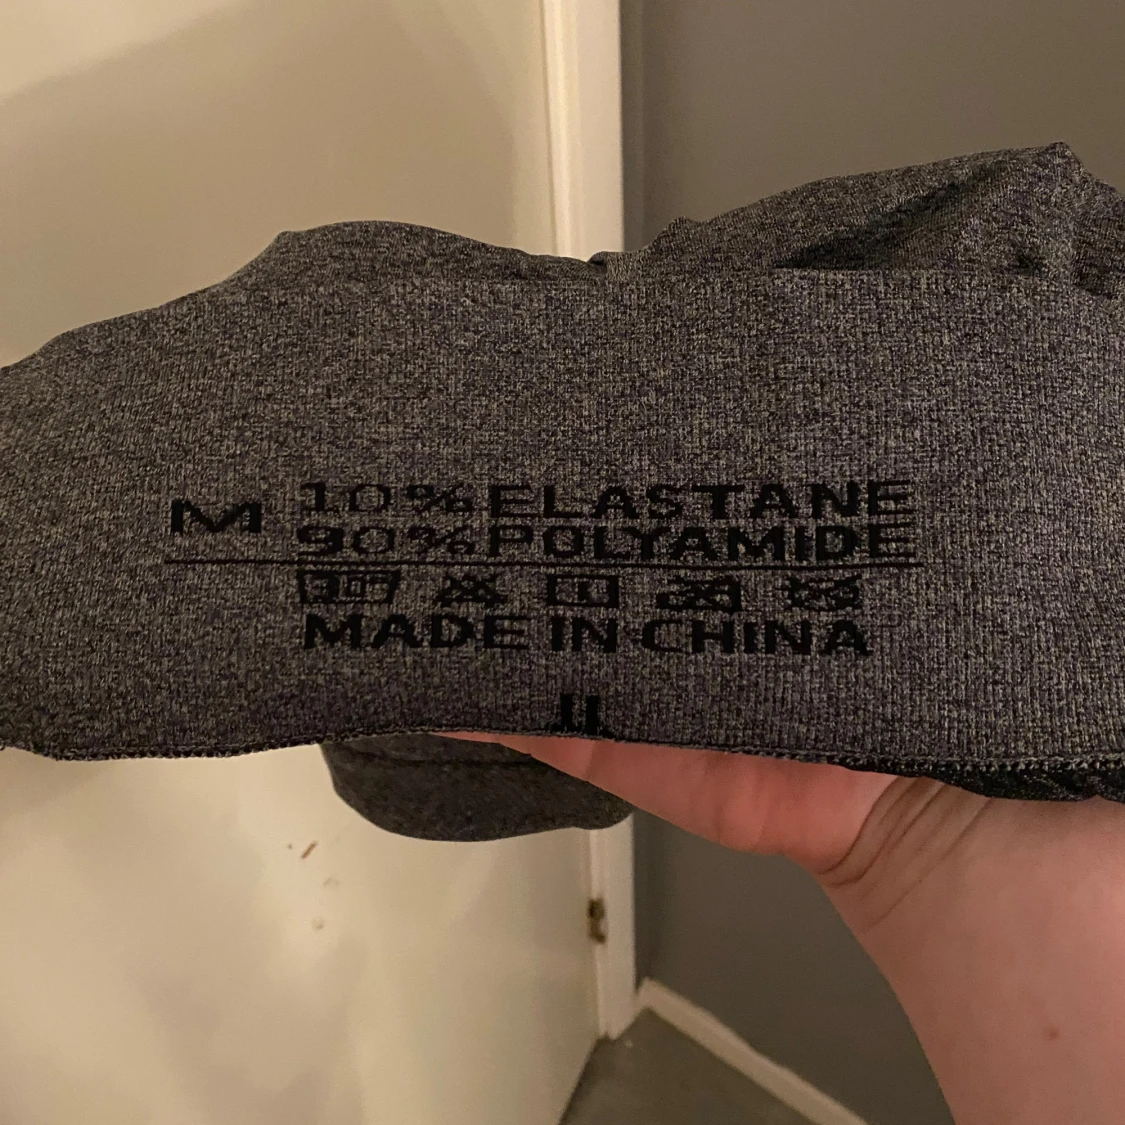 M 10% ELASTANE
90% POLYAMIDE
MADE IN CHINA